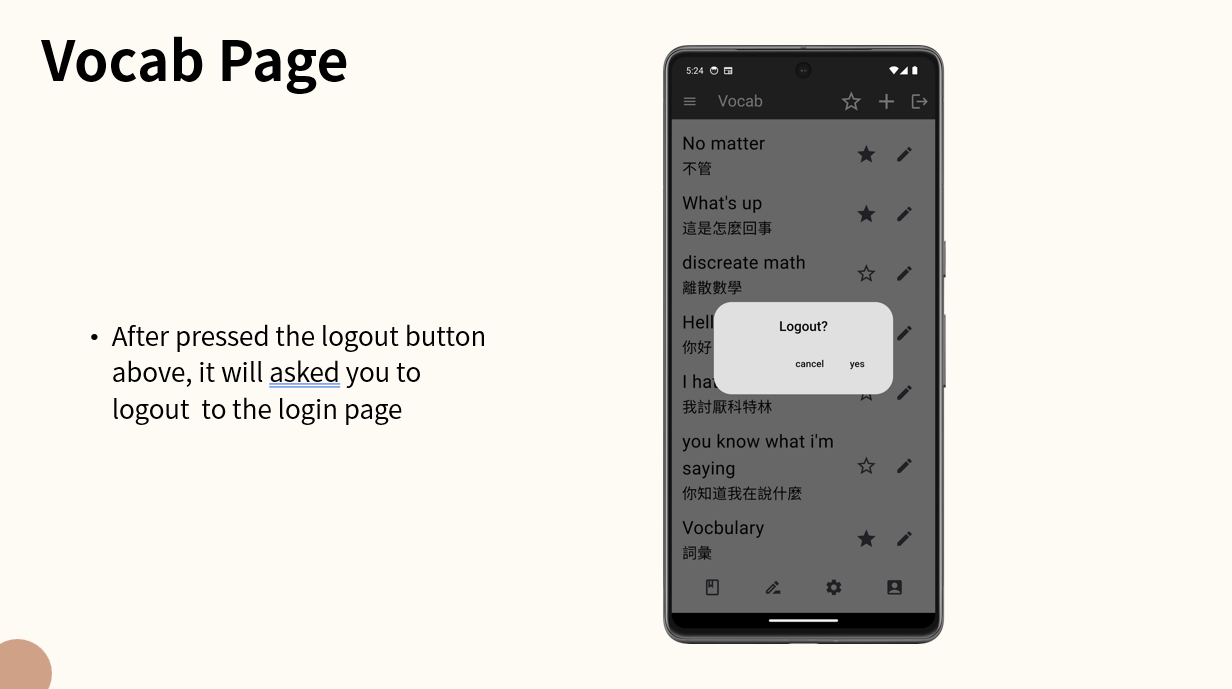 Vocab Page
• After pressed the logout button
above, it will asked you to
logout  to the login page
5:24
Vocab
No matter
不管
What's up
這是怎麼回事
discreate math
離散數學
Hell
你好
Logout?
cancel yes
I hat
我討厭科特林
you know what i'm
saying
你知道我在說什麼
Vocbulary
詞彙